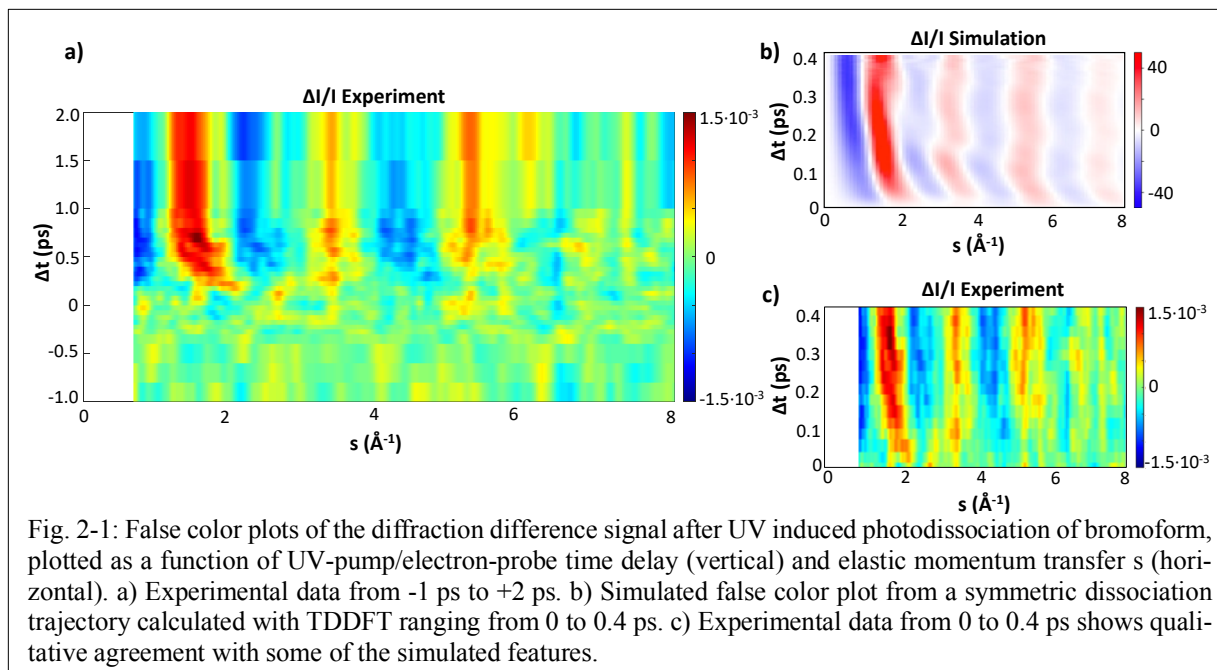 a)
ΔI/I Experiment
2.0
1.5
1.0
0.5
0
-0.5
-1.0
Δt (ps)
0
2
4
6
8
s (Å-1)
1.5·10-3
0
-1.5·10-3
b)
ΔI/I Simulation
0.4
0.3
0.2
0.1
0
Δt (ps)
0
2
4
6
8
s (Å-1)
40
0
-40
c)
ΔI/I Experiment
0.4
0.3
0.2
0.1
0
Δt (ps)
0
2
4
6
8
s (Å-1)
1.5·10-3
0
-1.5·10-3
Fig. 2-1: False color plots of the diffraction difference signal after UV induced photodissociation of bromoform,
plotted as a function of UV-pump/electron-probe time delay (vertical) and elastic momentum transfer s (hori-
zontal). a) Experimental data from -1 ps to +2 ps. b) Simulated false color plot from a symmetric dissociation
trajectory calculated with TDDFT ranging from 0 to 0.4 ps. c) Experimental data from 0 to 0.4 ps shows quali-
tative agreement with some of the simulated features.